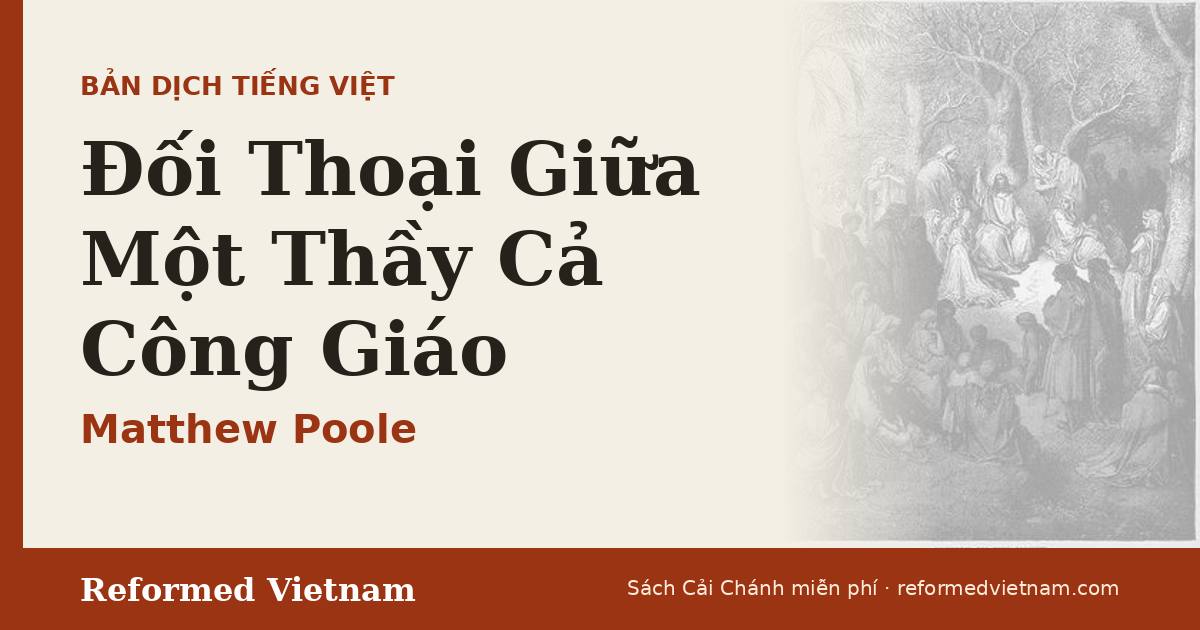 BẢN DỊCH TIẾNG VIỆT
Đối Thoại Giữa
Một Thầy Cả
Công Giáo
Matthew Poole
Reformed Vietnam
Sách Cải Chánh miễn phí · reformedvietnam.com